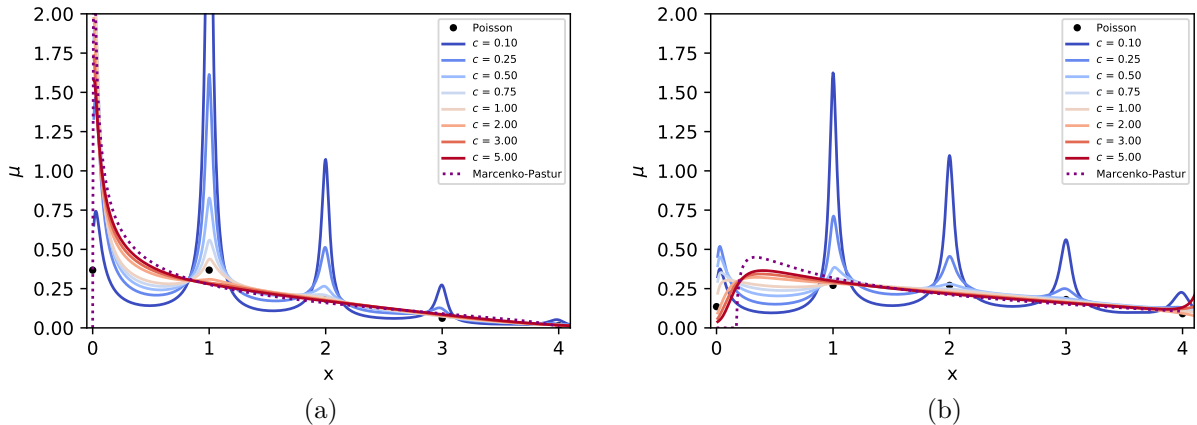 2.00
1.75
1.50
1.25
1.00
0.75
0.50
0.25
0.00
μ
0
1
2
3
4
x
Poisson
c = 0.10
c = 0.25
c = 0.50
c = 0.75
c = 1.00
c = 2.00
c = 3.00
c = 5.00
Marcenko-Pastur
(a)
2.00
1.75
1.50
1.25
1.00
0.75
0.50
0.25
0.00
μ
0
1
2
3
4
x
Poisson
c = 0.10
c = 0.25
c = 0.50
c = 0.75
c = 1.00
c = 2.00
c = 3.00
c = 5.00
Marcenko-Pastur
(b)